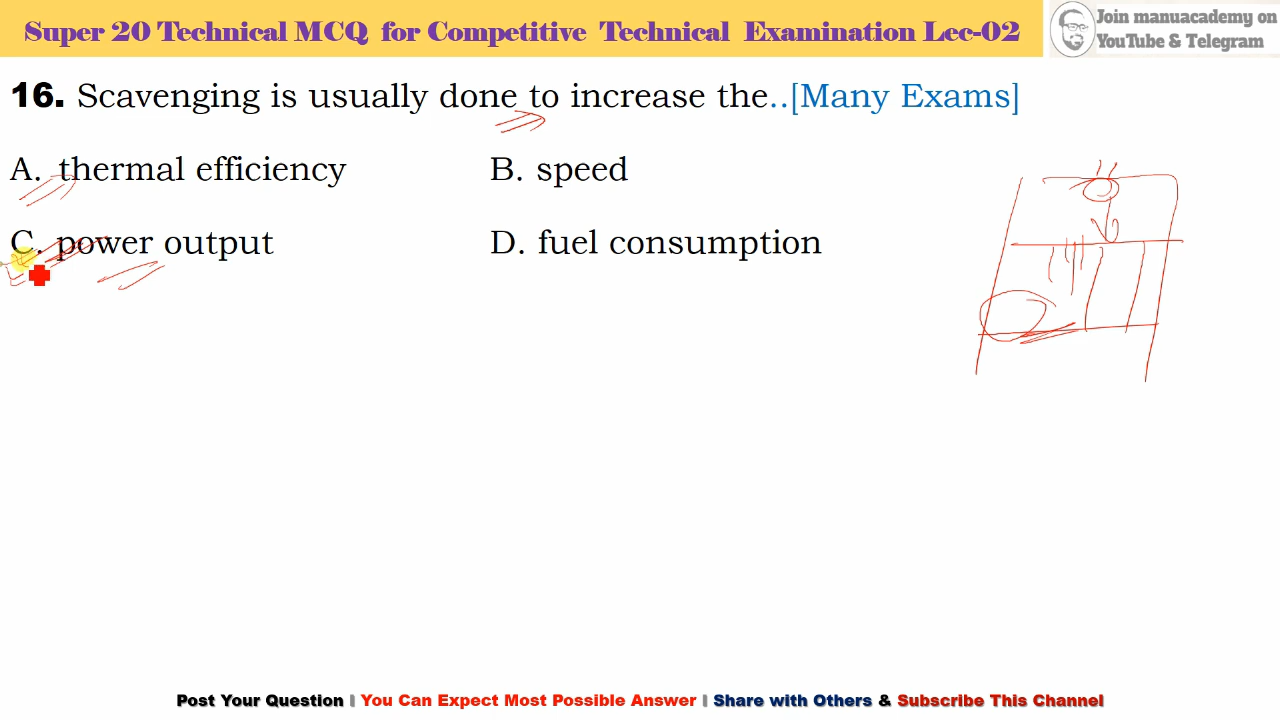 Super 20 Technical MCQ for Competitive Technical Examination Lec-02
Join manuacademy on
YouTube & Telegram
16. Scavenging is usually done to increase the..[Many Exams]
A. thermal efficiency B. speed
C. power output D. fuel consumption
Post Your Question | You Can Expect Most Possible Answer | Share with Others & Subscribe This Channel